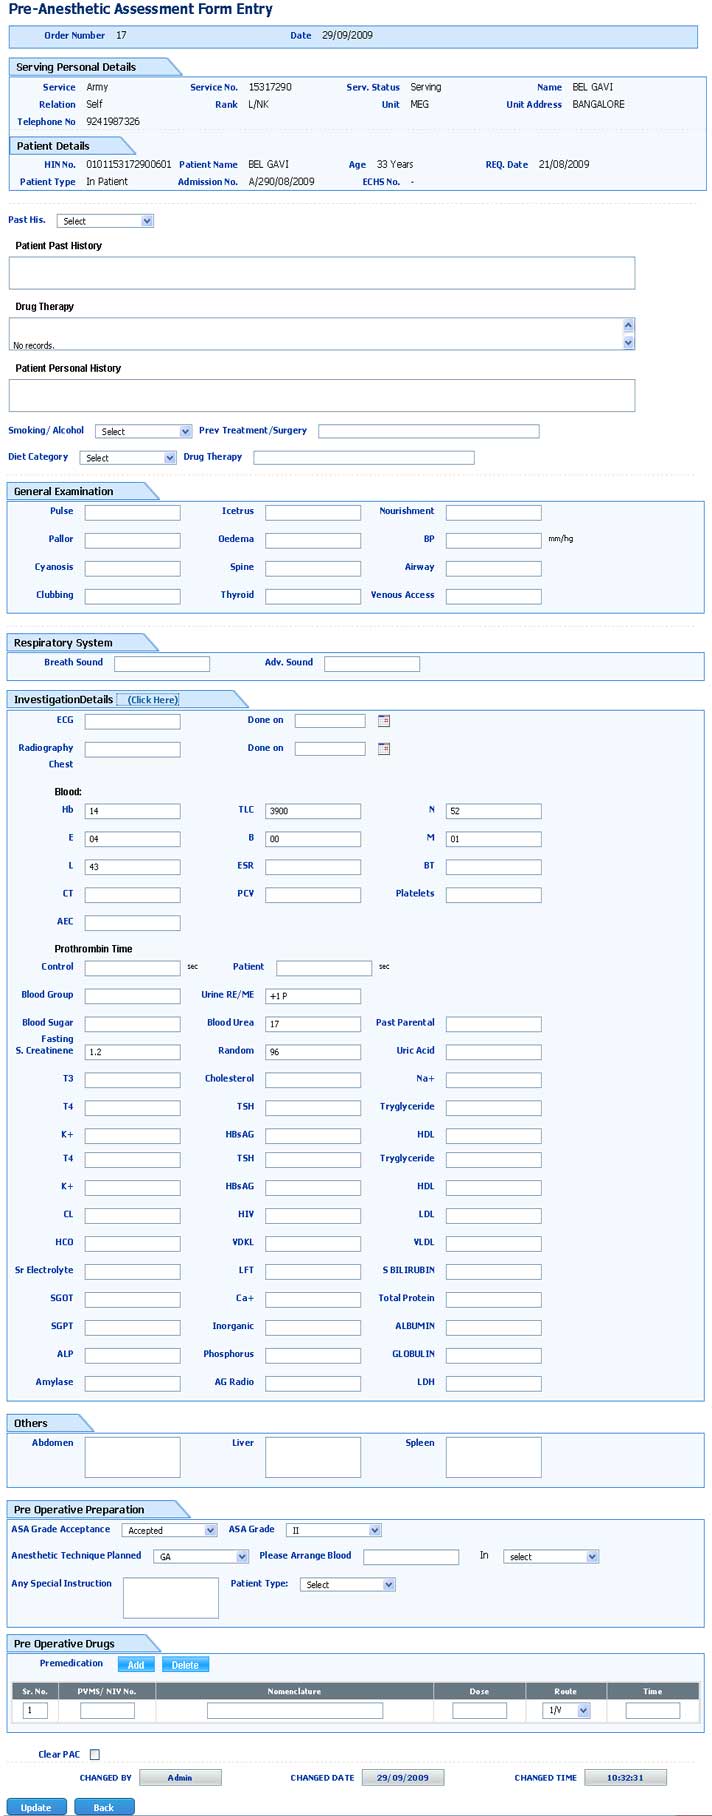 Pre-Anesthetic Assessment Form Entry
Order Number 17 Date 29/09/2009
Serving Personal Details
Service Army Service No. 15317290 Serv. Status Serving Name BEL GAVI
Relation Self Rank L/NK Unit MEG Unit Address BANGALORE
Telephone No 9241987326
Patient Details
HIN No. 0101153172900601 Patient Name BEL GAVI Age 33 Years REQ. Date 21/08/2009
Patient Type In Patient Admission No. A/290/08/2009 ECHS No. -
Past His. Select
Patient Past History
Drug Therapy
No records.
Patient Personal History
Smoking/ Alcohol Select Prev Treatment/Surgery
Diet Category Select Drug Therapy
General Examination
Pulse Icetrus Nourishment
Pallor Oedema BP mm/hg
Cyanosis Spine Airway
Clubbing Thyroid Venous Access
Respiratory System
Breath Sound Adv. Sound
InvestigationDetails (Click Here)
ECG Done on
Radiography Done on
Chest
Blood:
Hb 14 TLC 3900 N 52
E 04 B 00 M 01
L 43 ESR BT
CT PCV Platelets
AEC
Prothrombin Time
Control sec Patient sec
Blood Group Urine RE/ME +1 P
Blood Sugar Blood Urea 17 Past Parental
Fasting
S. Creatinene 1.2 Random 96 Uric Acid
T3 Cholesterol Na+
T4 TSH Tryglyceride
K+ HBsAG HDL
T4 TSH Tryglyceride
K+ HBsAG HDL
CL HIV LDL
HCO VDKL VLDL
Sr Electrolyte LFT S BILIRUBIN
SGOT Ca+ Total Protein
SGPT Inorganic ALBUMIN
ALP Phosphorus GLOBULIN
Amylase AG Radio LDH
Others
Abdomen Liver Spleen
Pre Operative Preparation
ASA Grade Acceptance Accepted ASA Grade II
Anesthetic Technique Planned GA Please Arrange Blood In select
Any Special Instruction Patient Type: Select
Pre Operative Drugs
Premedication Add Delete
Sr. No. PVMS/ NIV No. Nomenclature Dose Route Time
1 1/V
Clear PAC
CHANGED BY Admin CHANGED DATE 29/09/2009 CHANGED TIME 10:32:31
Update Back